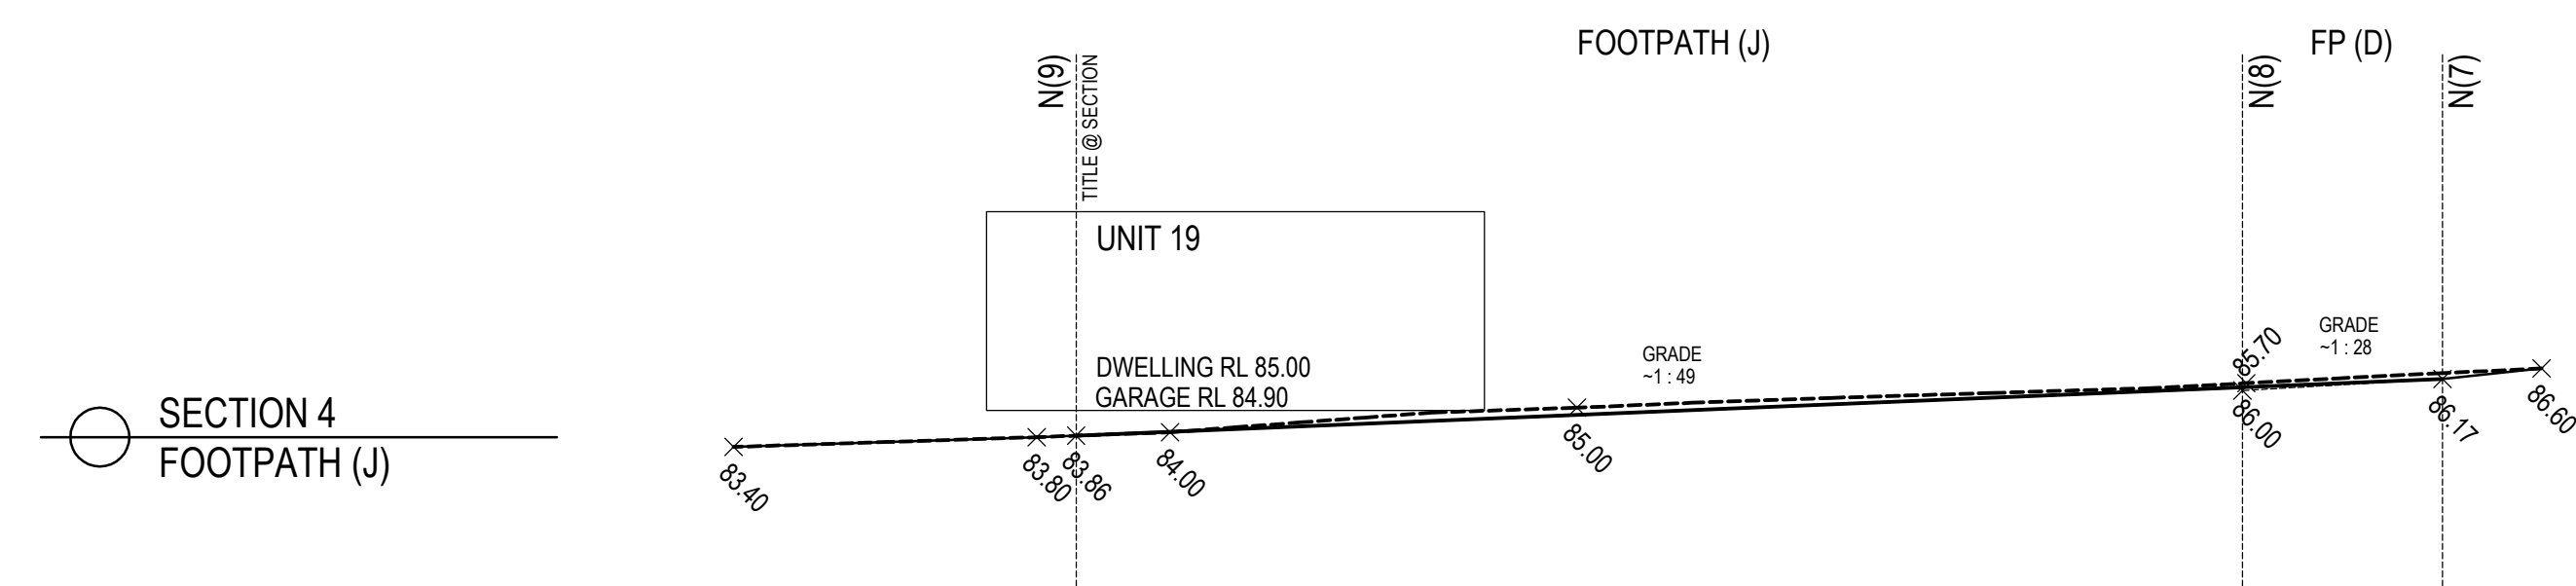 FOOTPATH (J)
FP (D)
N(9)
TITLE @ SECTION
N(8)
N(7)
UNIT 19
DWELLING RL 85.00
GARAGE RL 84.90
GRADE
~1 : 49
85.70
GRADE
~1 : 28
SECTION 4
FOOTPATH (J)
83.40
83.80
83.86
84.00
85.00
86.00
86.17
86.60